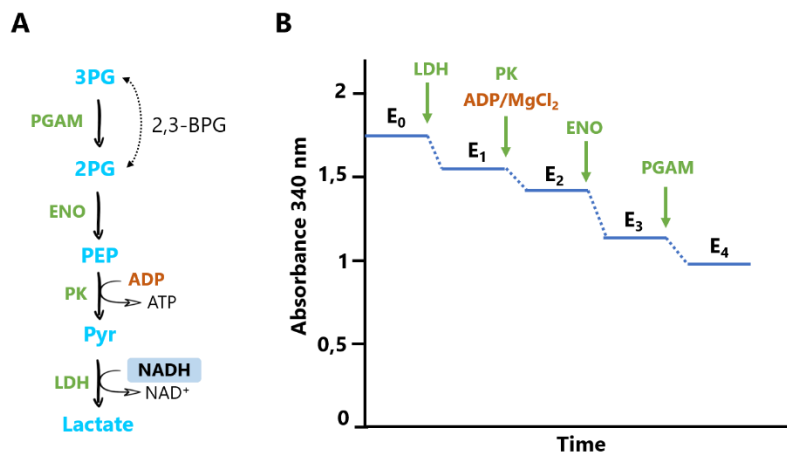 A
3PG
PGAM
2,3-BPG
2PG
ENO
PEP
PK
ADP
ATP
Pyr
LDH
NADH
NAD⁺
Lactate
B
Absorbance 340 nm
2
1,5
1
0,5
0
E₀
LDH
E₁
PK
ADP/MgCl₂
E₂
ENO
E₃
PGAM
E₄
Time